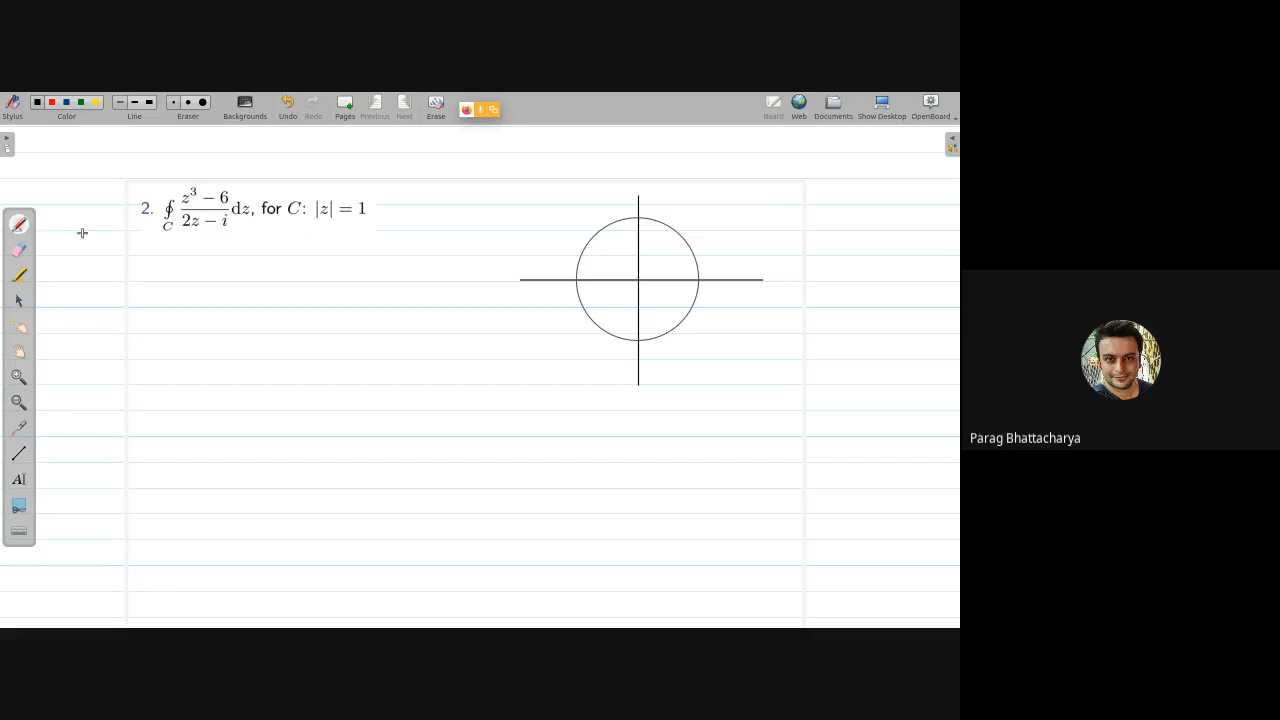 Stylus Color Line Eraser Backgrounds Undo Redo Pages Previous Next Erase Board Web Documents Show Desktop OpenBoard
2. ∮_C (z³ − 6)/(2z − i) dz, for C: |z| = 1
AI
Parag Bhattacharya